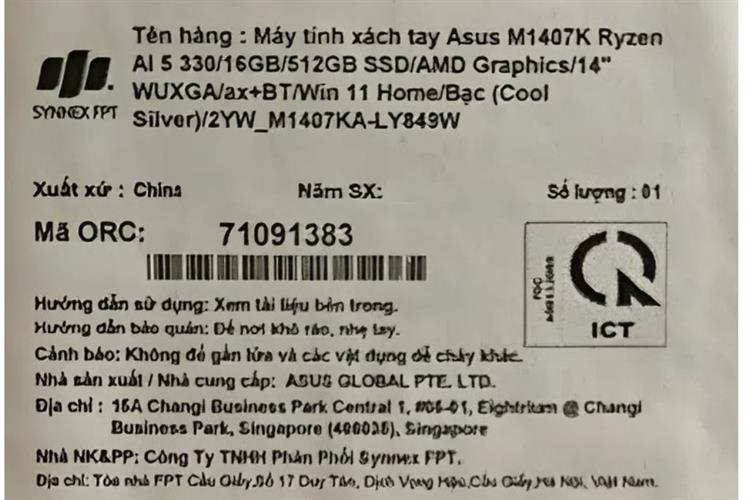 Tên hàng : Máy tính xách tay Asus M1407K Ryzen
AI 5 330/16GB/512GB SSD/AMD Graphics/14"
WUXGA/ax+BT/Win 11 Home/Bạc (Cool
Silver)/2YW_M1407KA-LY849W
SYNNEX FPT
Xuất xứ : China Năm SX: Số lượng : 01
Mã ORC: 71091383
ICT
Hướng dẫn sử dụng: Xem tài liệu bên trong.
Hướng dẫn bảo quản: Để nơi khô ráo, nhẹ tay.
Cảnh báo: Không để gần lửa và các vật dụng dễ cháy khác.
Nhà sản xuất / Nhà cung cấp: ASUS GLOBAL PTE. LTD.
Địa chỉ : 15A Changi Business Park Central 1, #05-01, Eightrium @ Changi
Business Park, Singapore Singapore
Nhà NK&PP: Công Ty TNHH Phân Phối Synnex FPT.
Địa chỉ: Tòa nhà FPT Cầu Giấy, Số 17 Duy Tân, Dịch Vọng Hậu, Cầu Giấy, Hà Nội, Việt Nam.